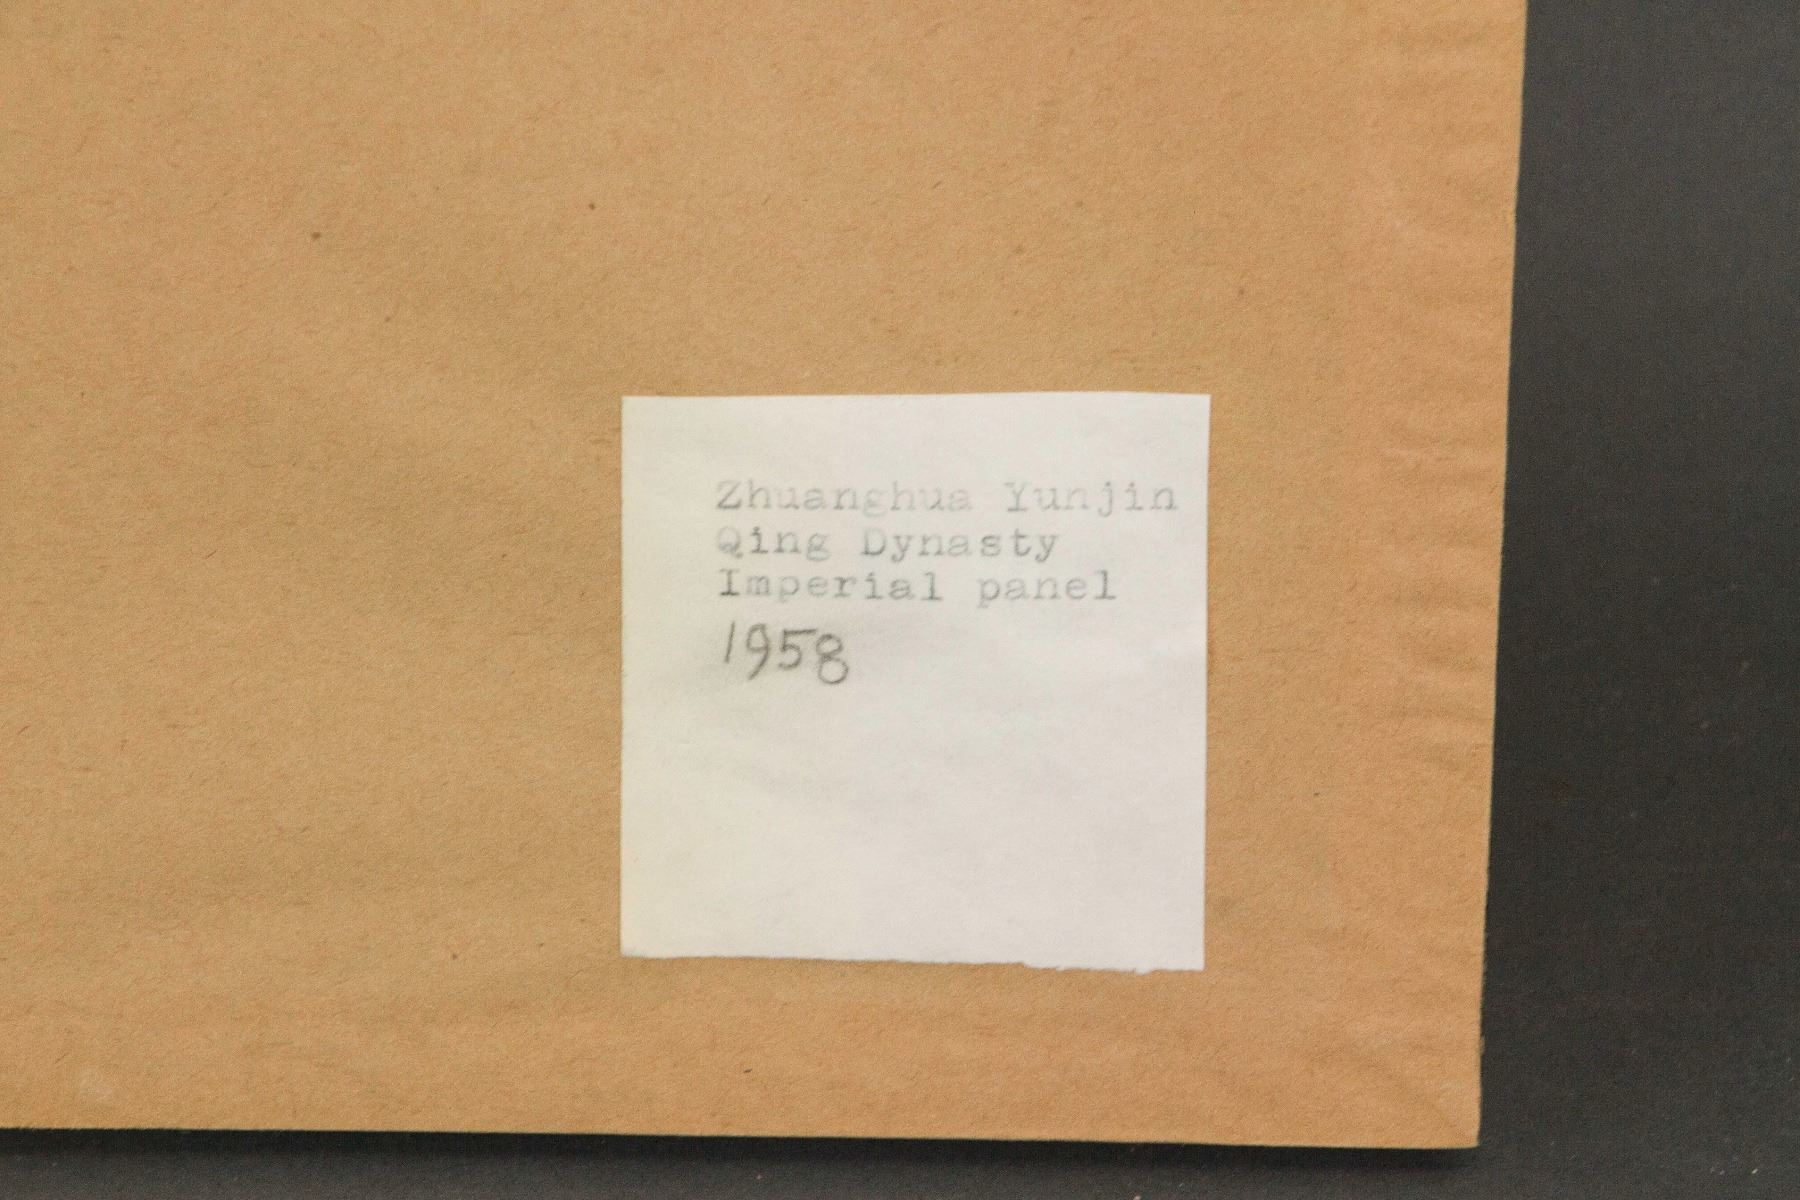 Zhuanghua Yunjin
Qing Dynasty
Imperial panel
1958